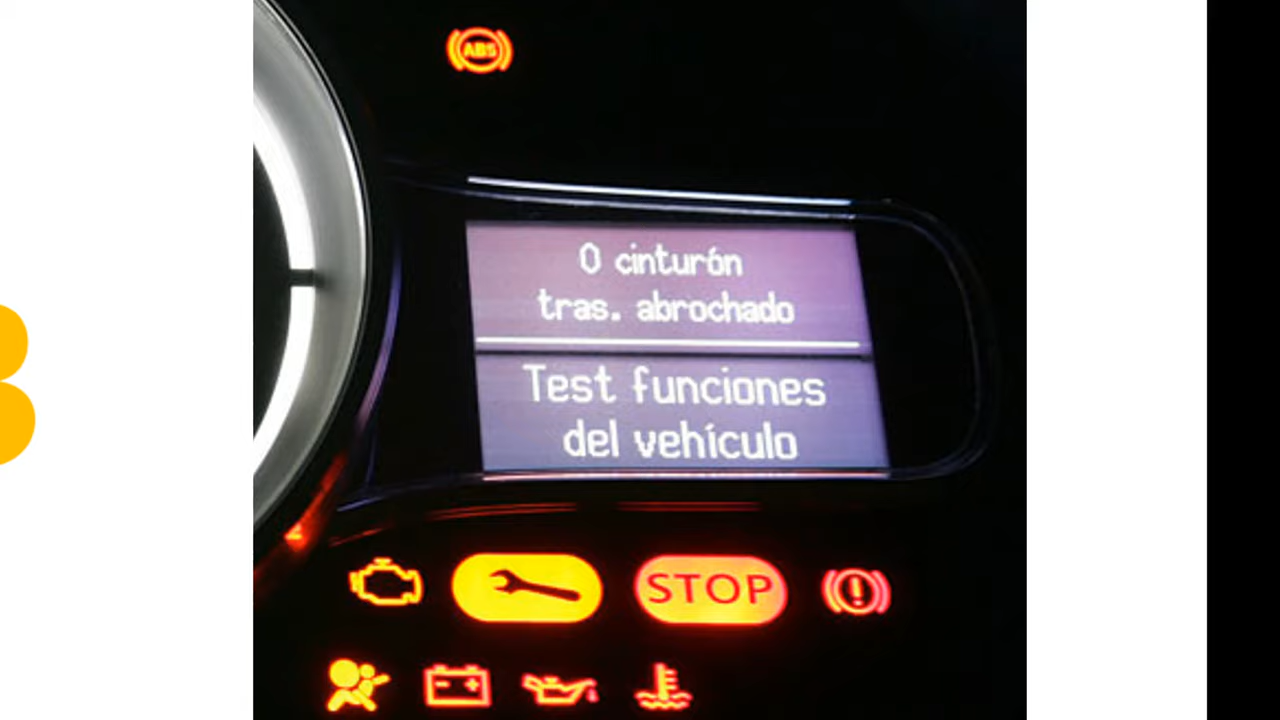 ABS
0 cinturón
tras. abrochado
Test funciones
del vehículo
STOP